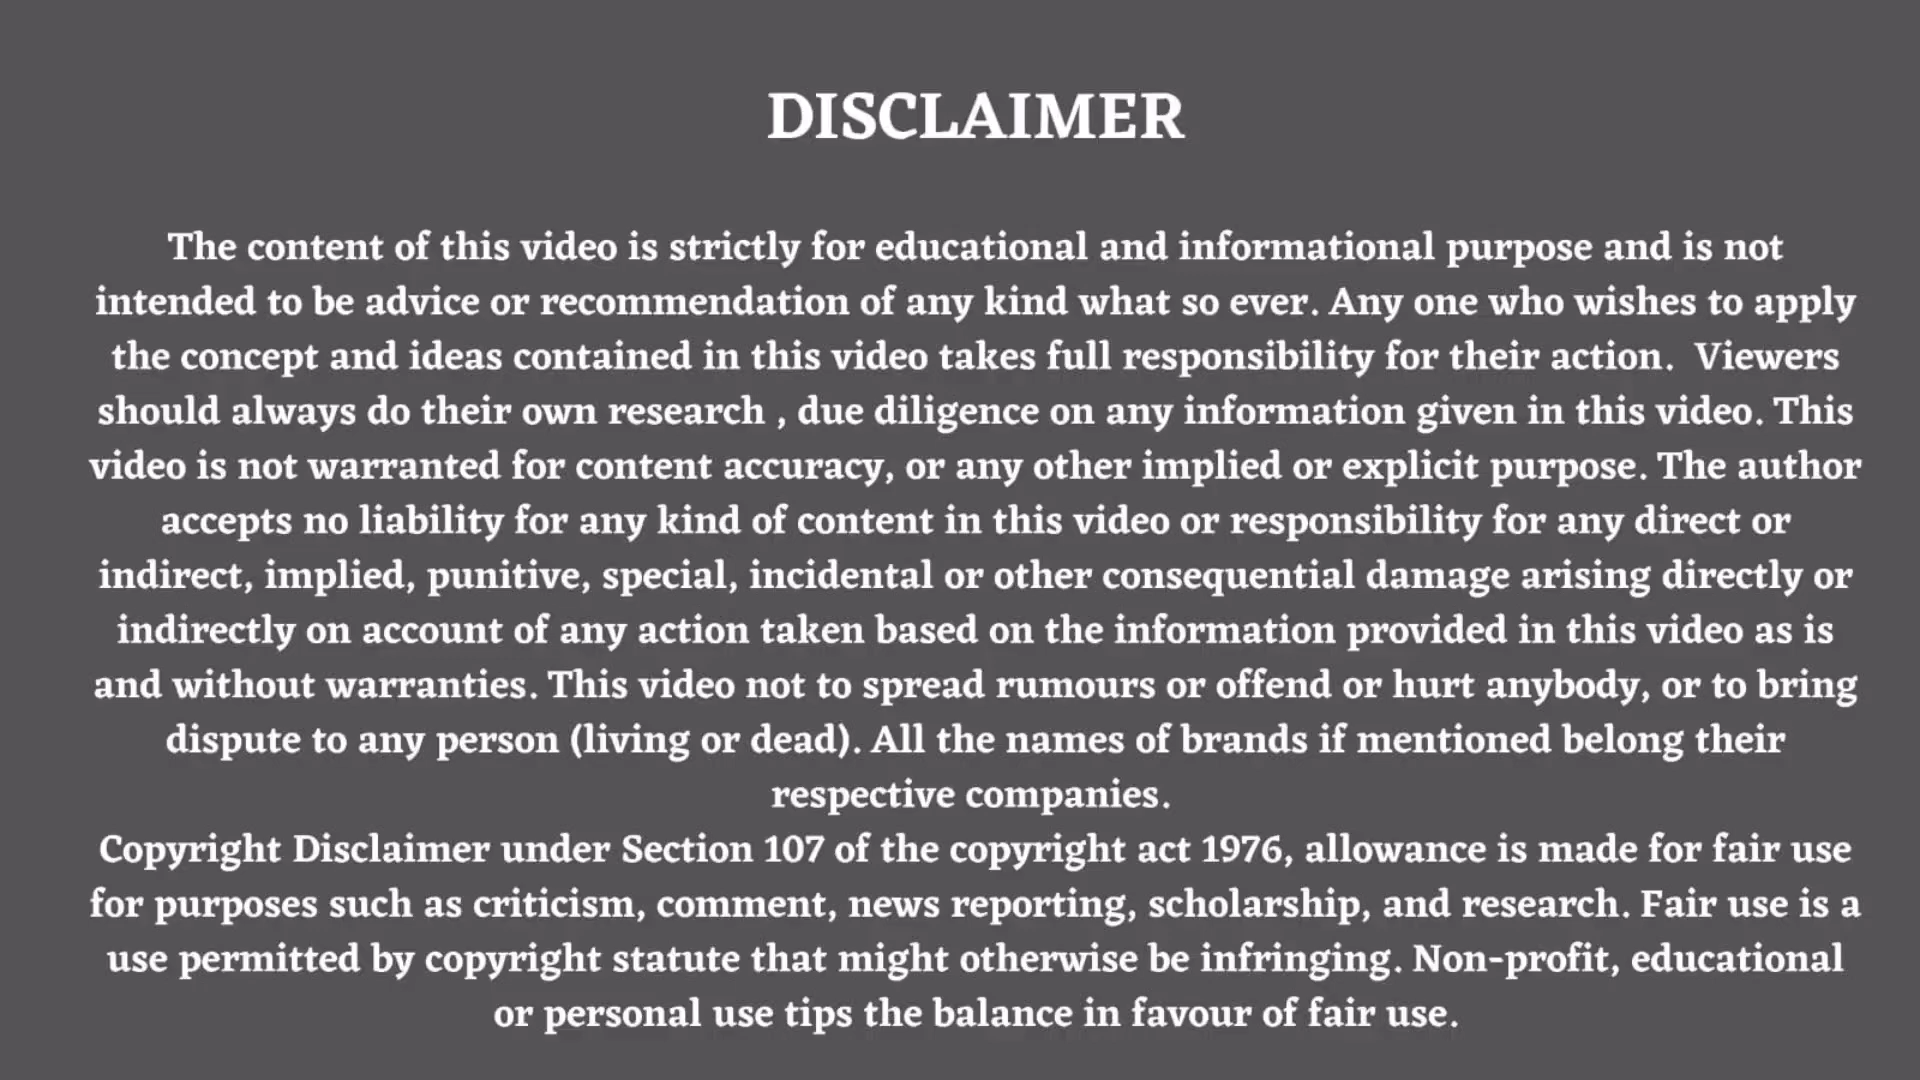 DISCLAIMER
The content of this video is strictly for educational and informational purpose and is not
intended to be advice or recommendation of any kind what so ever. Any one who wishes to apply
the concept and ideas contained in this video takes full responsibility for their action.  Viewers
should always do their own research , due diligence on any information given in this video. This
video is not warranted for content accuracy, or any other implied or explicit purpose. The author
accepts no liability for any kind of content in this video or responsibility for any direct or
indirect, implied, punitive, special, incidental or other consequential damage arising directly or
indirectly on account of any action taken based on the information provided in this video as is
and without warranties. This video not to spread rumours or offend or hurt anybody, or to bring
dispute to any person (living or dead). All the names of brands if mentioned belong their
respective companies.
Copyright Disclaimer under Section 107 of the copyright act 1976, allowance is made for fair use
for purposes such as criticism, comment, news reporting, scholarship, and research. Fair use is a
use permitted by copyright statute that might otherwise be infringing. Non-profit, educational
or personal use tips the balance in favour of fair use.